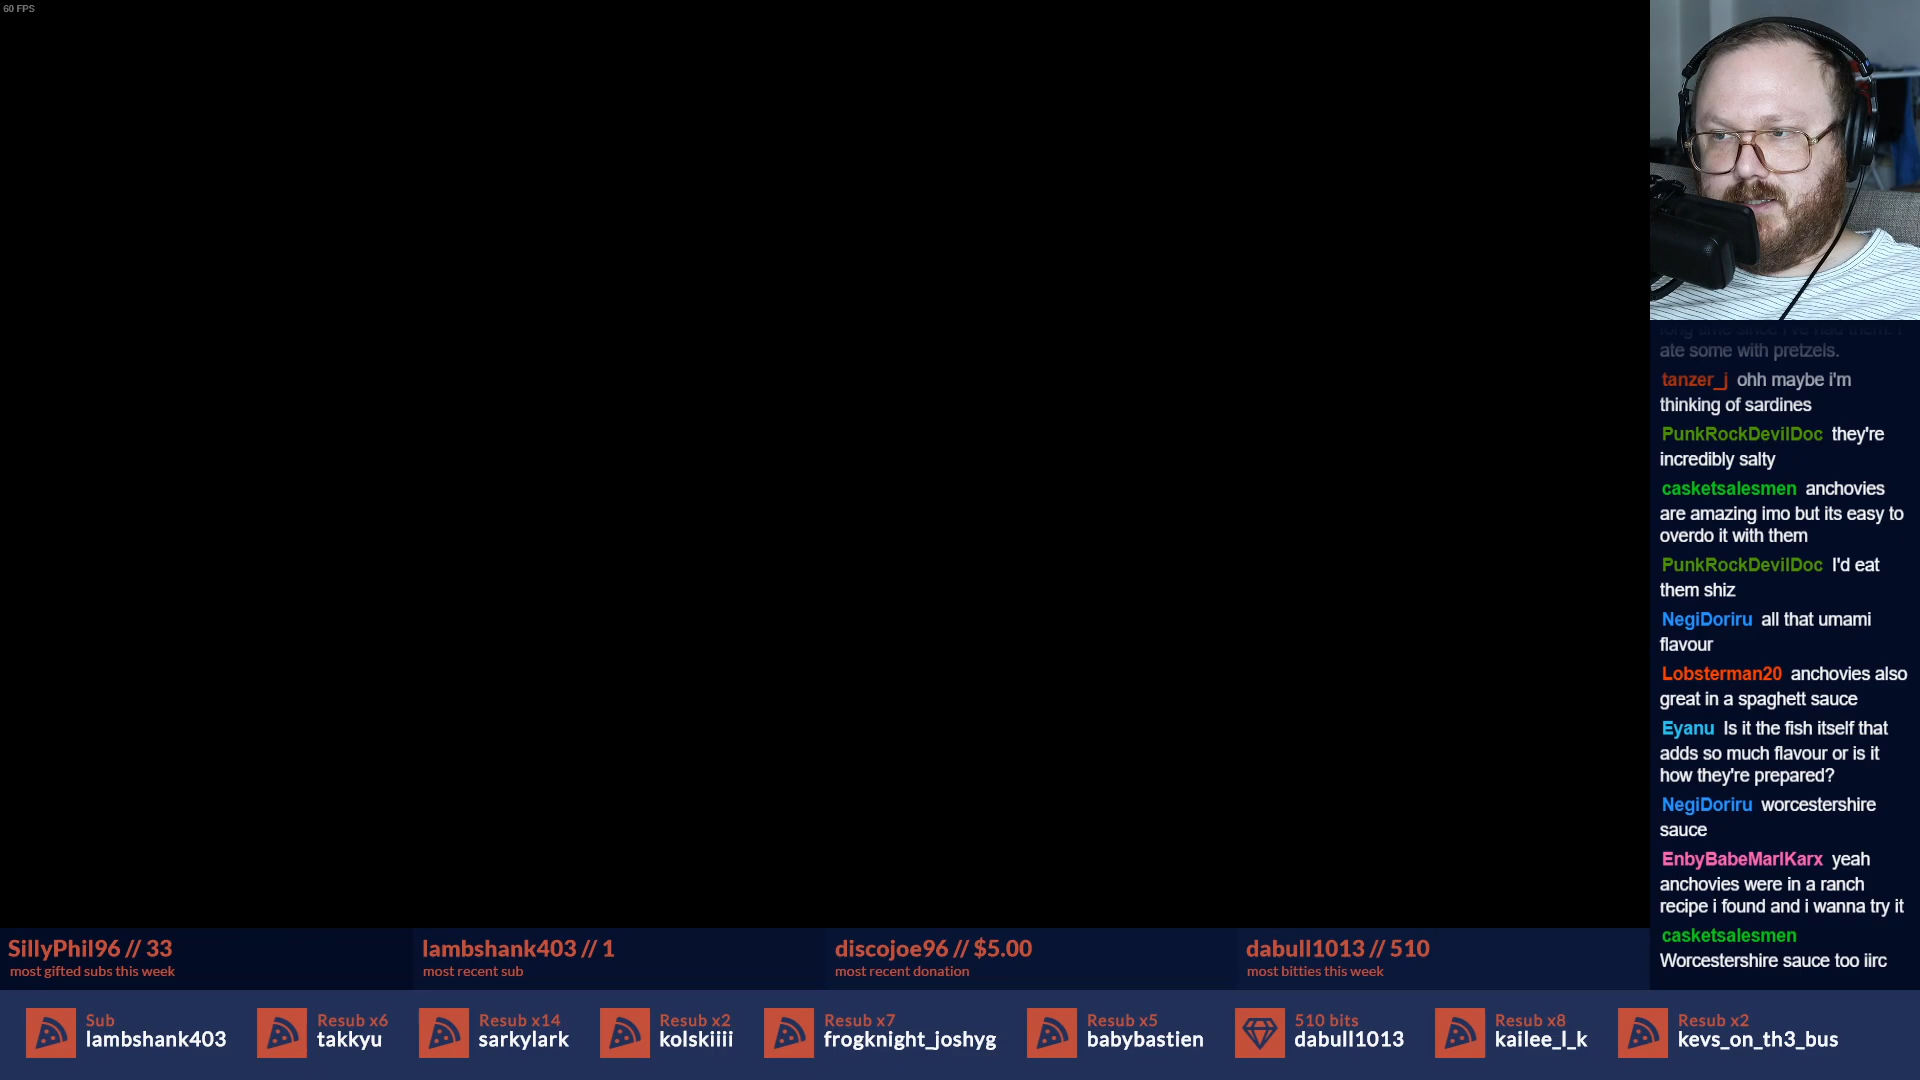 60 FPS
long time since I've had them. I
ate some with pretzels.
tanzer_j ohh maybe i'm
thinking of sardines
PunkRockDevilDoc they're
incredibly salty
casketsalesmen anchovies
are amazing imo but its easy to
overdo it with them
PunkRockDevilDoc I'd eat
them shiz
NegiDoriru all that umami
flavour
Lobsterman20 anchovies also
great in a spaghett sauce
Eyanu Is it the fish itself that
adds so much flavour or is it
how they're prepared?
NegiDoriru worcestershire
sauce
EnbyBabeMarlKarx yeah
anchovies were in a ranch
recipe i found and i wanna try it
casketsalesmen
Worcestershire sauce too iirc
SillyPhil96 // 33
most gifted subs this week
lambshank403 // 1
most recent sub
discojoe96 // $5.00
most recent donation
dabull1013 // 510
most bitties this week
Sub
lambshank403
Resub x6
takkyu
Resub x14
sarkylark
Resub x2
kolskiiii
Resub x7
frogknight_joshyg
Resub x5
babybastien
510 bits
dabull1013
Resub x8
kailee_l_k
Resub x2
kevs_on_th3_bus